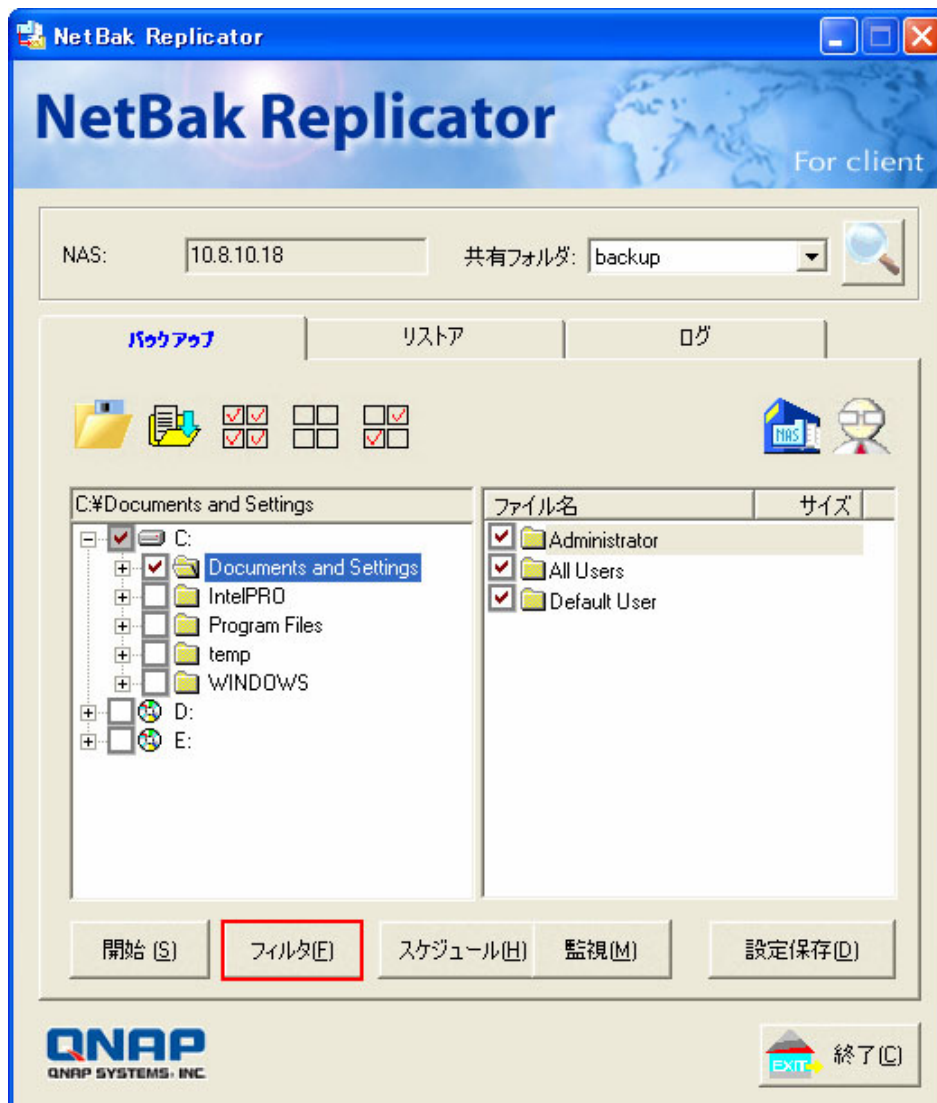 NetBak Replicator
NetBak Replicator
For client
NAS: 10.8.10.18 共有フォルダ: backup
バックアップ リストア ログ
NAS
C:¥Documents and Settings
C:
Documents and Settings
IntelPRO
Program Files
temp
WINDOWS
D:
E:
ファイル名 サイズ
Administrator
All Users
Default User
開始 (S) フィルタ(F) スケジュール(H) 監視(M) 設定保存(D)
QNAP
QNAP SYSTEMS, INC
EXIT 終了(C)